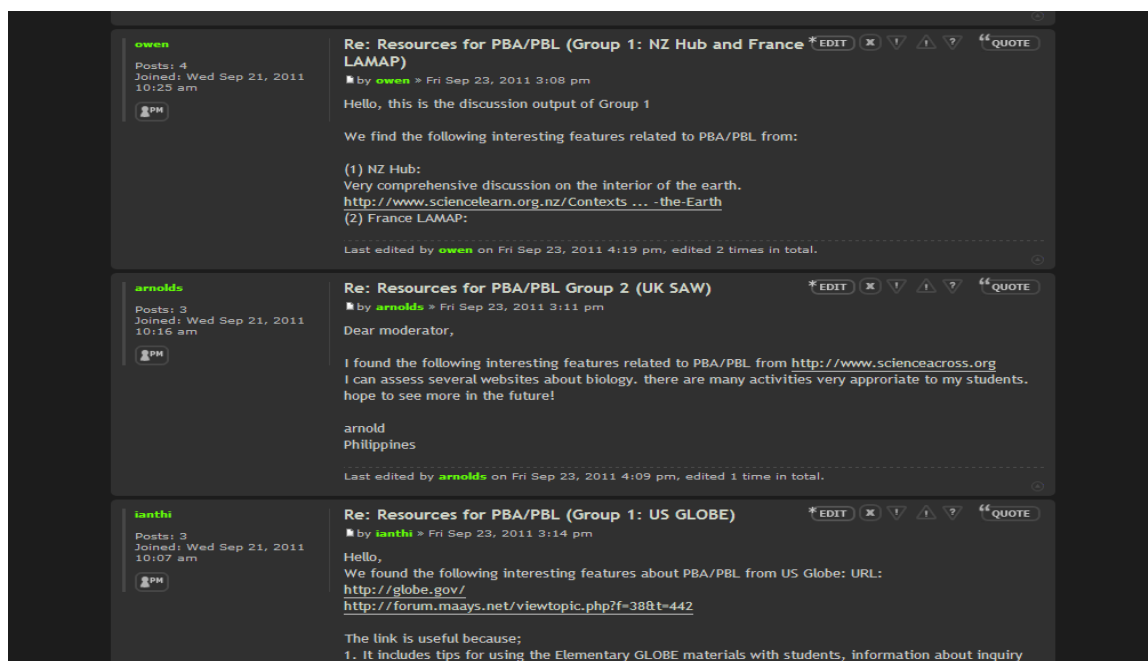 owen
Posts: 4
Joined: Wed Sep 21, 2011
10:25 am
PM
Re: Resources for PBA/PBL (Group 1: NZ Hub and France
LAMAP)
*EDIT X ! ! ? “QUOTE
by owen » Fri Sep 23, 2011 3:08 pm
Hello, this is the discussion output of Group 1
We find the following interesting features related to PBA/PBL from:
(1) NZ Hub:
Very comprehensive discussion on the interior of the earth.
http://www.sciencelearn.org.nz/Contexts ... -the-Earth
(2) France LAMAP:
Last edited by owen on Fri Sep 23, 2011 4:19 pm, edited 2 times in total.
arnolds
Posts: 3
Joined: Wed Sep 21, 2011
10:16 am
PM
Re: Resources for PBA/PBL Group 2 (UK SAW)
*EDIT X ! ! ? “QUOTE
by arnolds » Fri Sep 23, 2011 3:11 pm
Dear moderator,
I found the following interesting features related to PBA/PBL from http://www.scienceacross.org
I can assess several websites about biology. there are many activities very approriate to my students.
hope to see more in the future!
arnold
Philippines
Last edited by arnolds on Fri Sep 23, 2011 4:09 pm, edited 1 time in total.
ianthi
Posts: 3
Joined: Wed Sep 21, 2011
10:07 am
PM
Re: Resources for PBA/PBL (Group 1: US GLOBE)
*EDIT X ! ! ? “QUOTE
by ianthi » Fri Sep 23, 2011 3:14 pm
Hello,
We found the following interesting features about PBA/PBL from US Globe: URL:
http://globe.gov/
http://forum.maays.net/viewtopic.php?f=38&t=442
The link is useful because;
1. It includes tips for using the Elementary GLOBE materials with students, information about inquiry